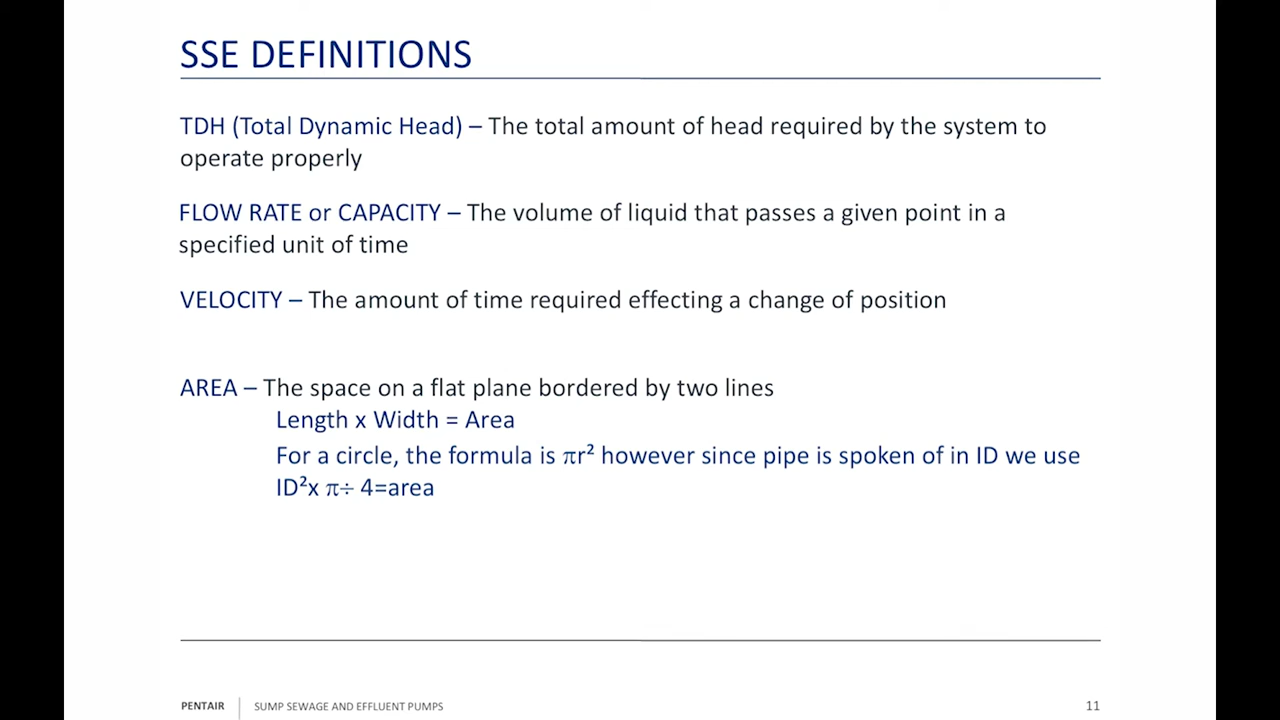 SSE DEFINITIONS
TDH (Total Dynamic Head) – The total amount of head required by the system to
operate properly
FLOW RATE or CAPACITY – The volume of liquid that passes a given point in a
specified unit of time
VELOCITY – The amount of time required effecting a change of position
AREA – The space on a flat plane bordered by two lines
Length x Width = Area
For a circle, the formula is πr² however since pipe is spoken of in ID we use
ID²x π÷ 4=area
PENTAIR SUMP SEWAGE AND EFFLUENT PUMPS 11